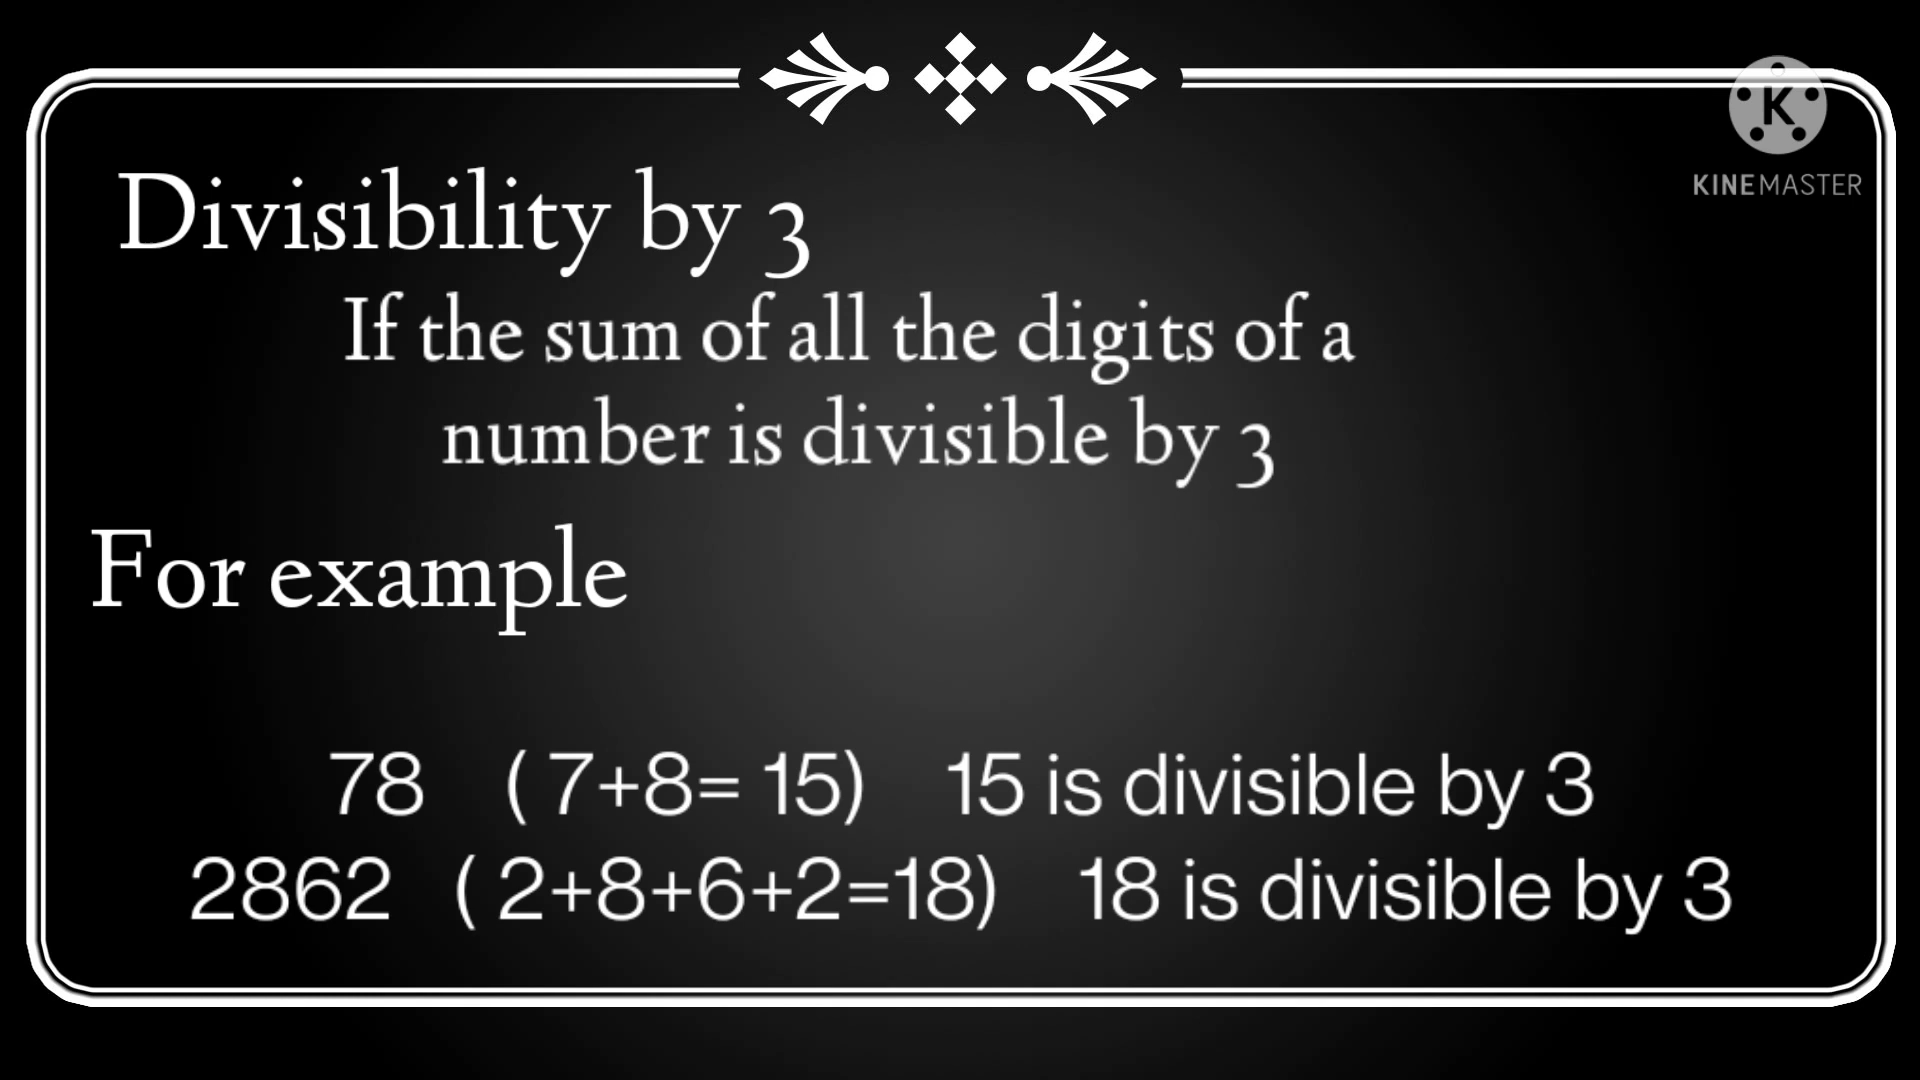 K
KINEMASTER
Divisibility by 3
If the sum of all the digits of a
number is divisible by 3
For example
78 ( 7+8= 15) 15 is divisible by 3
2862 ( 2+8+6+2=18) 18 is divisible by 3